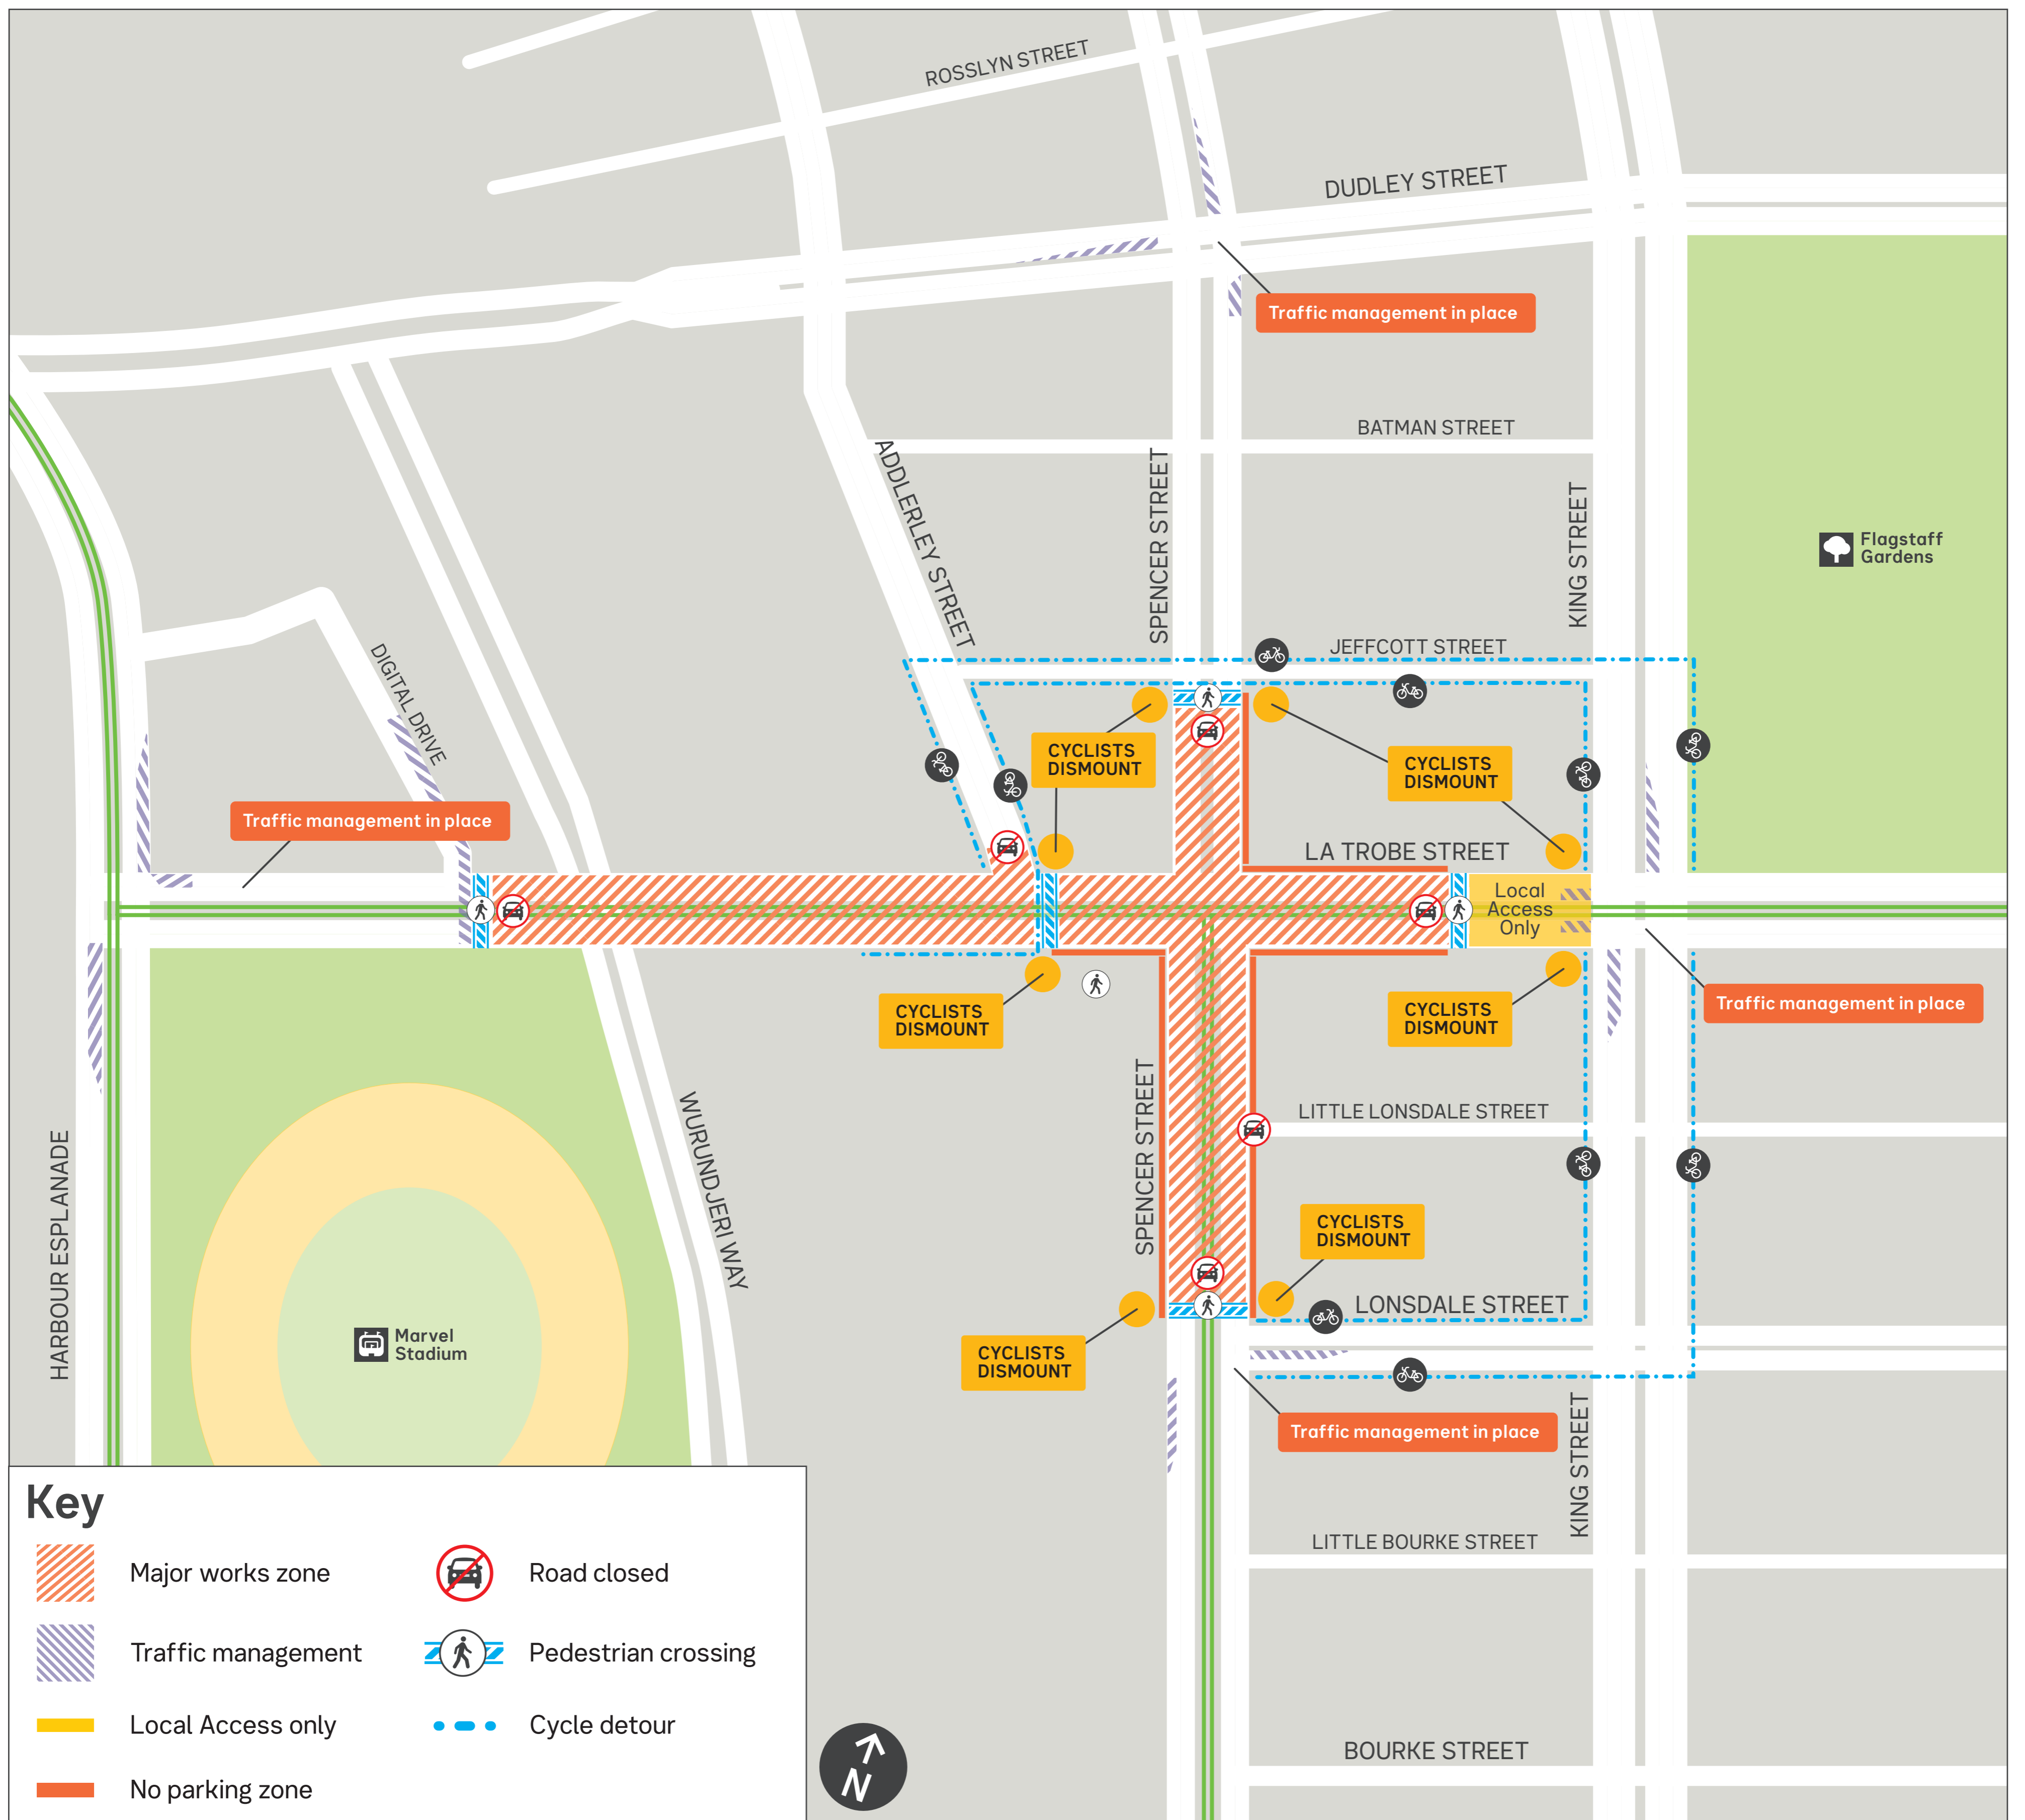 ROSSLYN STREET
DUDLEY STREET
Traffic management in place
BATMAN STREET
ADDLERLEY STREET
SPENCER STREET
KING STREET
Flagstaff
Gardens
JEFFCOTT STREET
DIGITAL DRIVE
CYCLISTS
DISMOUNT
CYCLISTS
DISMOUNT
Traffic management in place
LA TROBE STREET
Local
Access
Only
CYCLISTS
DISMOUNT
CYCLISTS
DISMOUNT
Traffic management in place
HARBOUR ESPLANADE
WURUNDJERI WAY
SPENCER STREET
LITTLE LONSDALE STREET
CYCLISTS
DISMOUNT
LONSDALE STREET
Marvel
Stadium
CYCLISTS
DISMOUNT
Traffic management in place
KING STREET
LITTLE BOURKE STREET
BOURKE STREET
Key
Major works zone
Road closed
Traffic management
Pedestrian crossing
Local Access only
Cycle detour
No parking zone
N